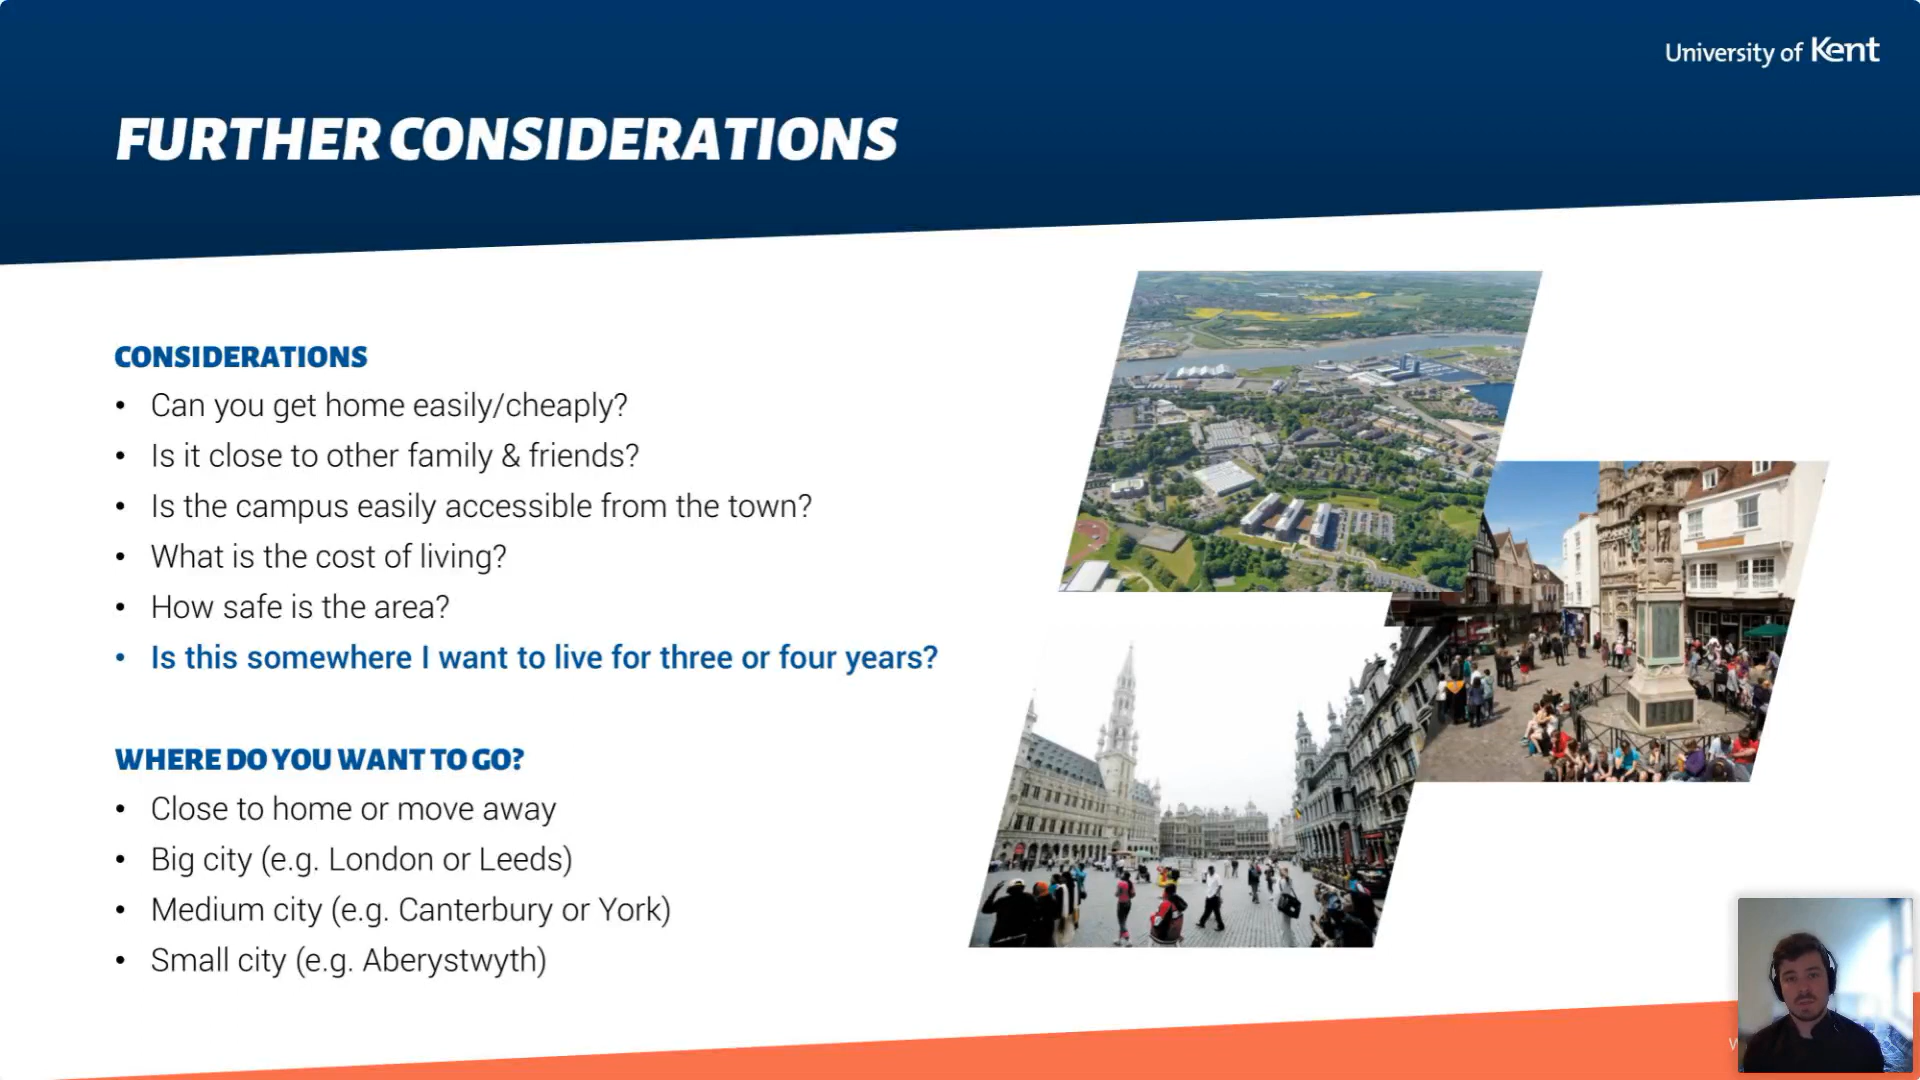 University of Kent
FURTHER CONSIDERATIONS
CONSIDERATIONS
• Can you get home easily/cheaply?
• Is it close to other family & friends?
• Is the campus easily accessible from the town?
• What is the cost of living?
• How safe is the area?
• Is this somewhere I want to live for three or four years?
WHERE DO YOU WANT TO GO?
• Close to home or move away
• Big city (e.g. London or Leeds)
• Medium city (e.g. Canterbury or York)
• Small city (e.g. Aberystwyth)